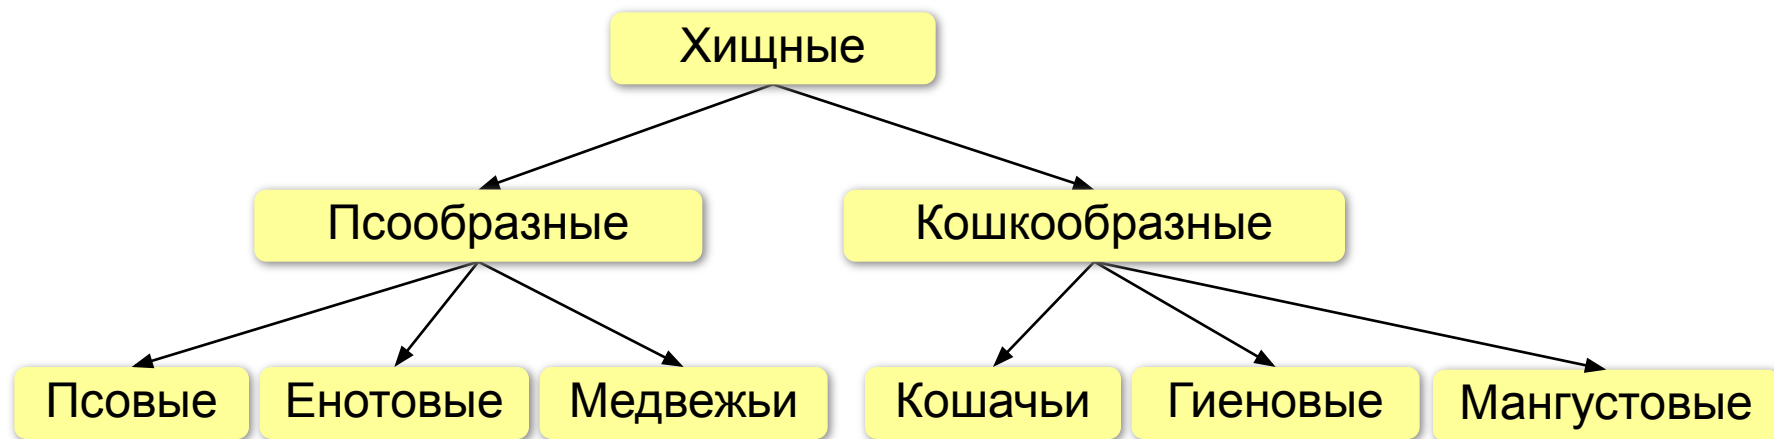 Хищные
Псообразные
Кошкообразные
Псовые
Енотовые
Медвежьи
Кошачьи
Гиеновые
Мангустовые